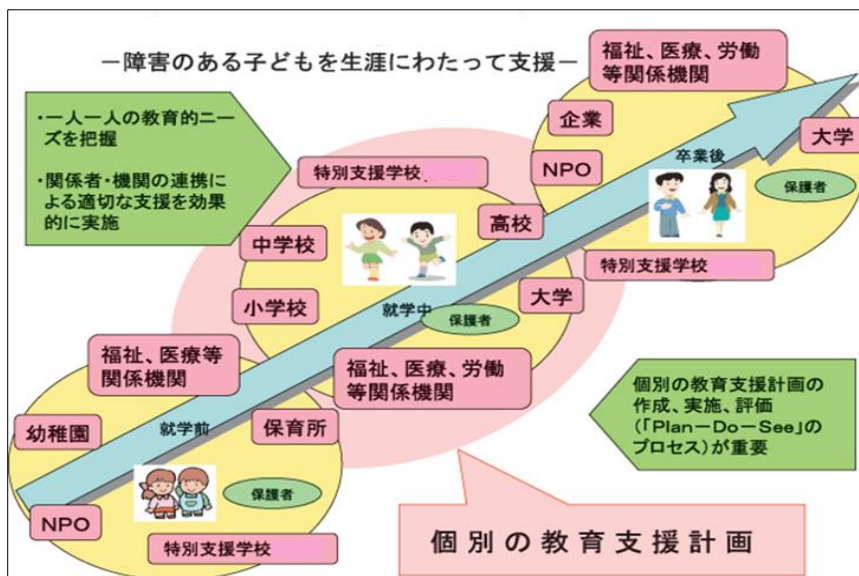 －障害のある子どもを生涯にわたって支援－
・一人一人の教育的ニー
ズを把握
・関係者・機関の連携に
よる適切な支援を効果
的に実施
福祉、医療、労働
等関係機関
企業
大学
卒業後
NPO
保護者
特別支援学校
特別支援学校
高校
中学校
小学校
就学中
大学
保護者
福祉、医療、労働
等関係機関
福祉、医療等
関係機関
幼稚園
就学前
保育所
保護者
NPO
特別支援学校
個別の教育支援計画の
作成、実施、評価
(「Plan－Do－See」の
プロセス)が重要
個別の教育支援計画